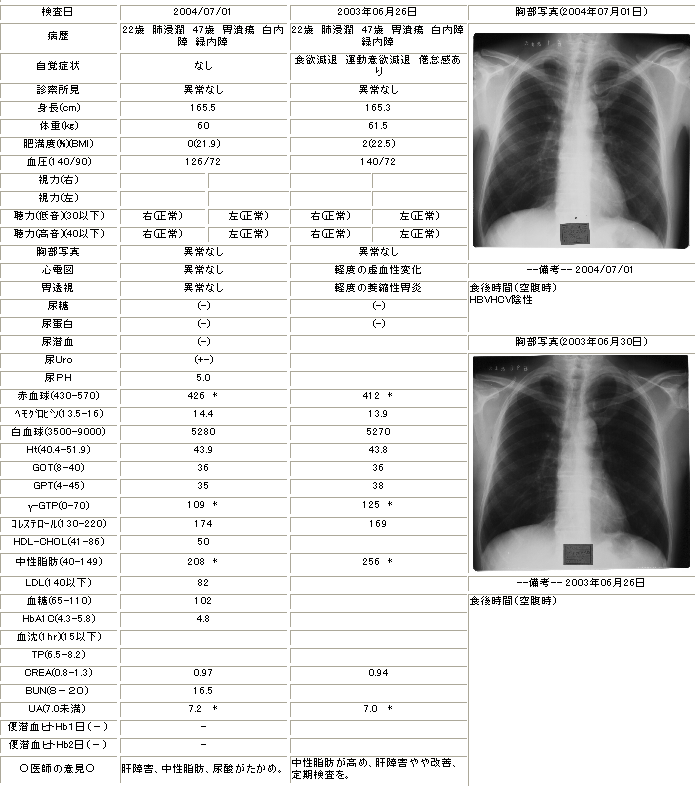 検査日 2004/07/01 2003年06月26日 胸部写真(2004年07月01日)
病歴 22歳 肺浸潤 47歳 胃潰瘍 白内障 緑内障 22歳 肺浸潤 47歳 胃潰瘍 白内障 緑内障
自覚症状 なし 食欲減退 運動意欲減退 倦怠感あり
診察所見 異常なし 異常なし
身長(cm) 165.5 165.3
体重(kg) 60 61.5
肥満度(%)(BMI) 0(21.9) 2(22.5)
血圧(140/90) 126/72 140/72
視力(右)
視力(左)
聴力(低音)(30以下) 右(正常) 左(正常) 右(正常) 左(正常)
聴力(高音)(40以下) 右(正常) 左(正常) 右(正常) 左(正常)
胸部写真 異常なし 異常なし
心電図 異常なし 軽度の虚血性変化 --備考-- 2004/07/01
胃透視 異常なし 軽度の萎縮性胃炎 食後時間(空腹時)
HBVHCV陰性
尿糖 (-) (-)
尿蛋白 (-) (-)
尿潜血 (-) 胸部写真(2003年06月30日)
尿Uro (+-)
尿PH 5.0
赤血球(430-570) 426 * 412 *
ﾍﾓｸﾞﾛﾋﾞﾝ(13.5-16) 14.4 13.9
白血球(3500-9000) 5280 5270
Ht(40.4-51.9) 43.9 43.8
GOT(8-40) 36 36
GPT(4-45) 35 38
γ-GTP(0-70) 109 * 125 *
ｺﾚｽﾃﾛｰﾙ(130-220) 174 169
HDL-CHOL(41-86) 50
中性脂肪(40-149) 208 * 256 *
LDL(140以下) 82 --備考-- 2003年06月26日
血糖(65-110) 102 食後時間(空腹時)
HbA1C(4.3-5.8) 4.8
血沈(1hr)(15以下)
TP(6.5-8.2)
CREA(0.8-1.3) 0.97 0.94
BUN(8－20) 16.5
UA(7.0未満) 7.2 * 7.0 *
便潜血ﾋﾄHb1日(-) -
便潜血ﾋﾄHb2日(-) -
○医師の意見○ 肝障害、中性脂肪、尿酸がたかめ。 中性脂肪が高め、肝障害やや改善、定期検査を。